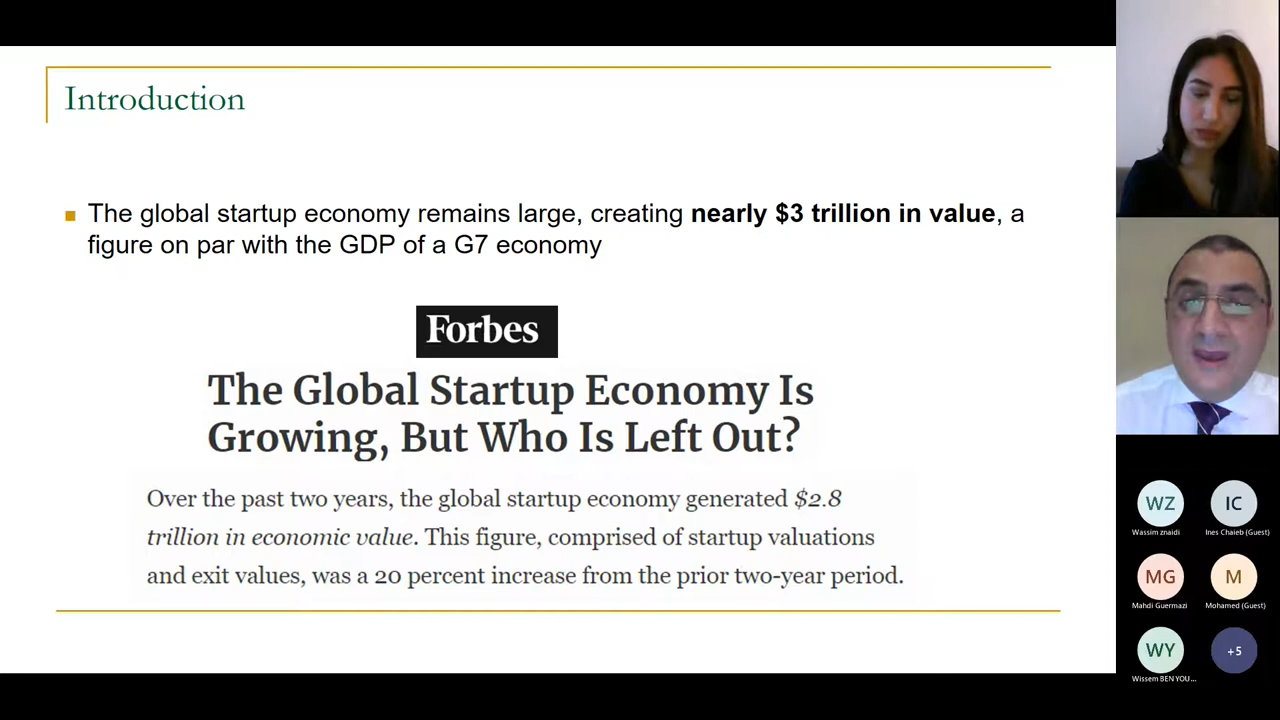 Introduction
The global startup economy remains large, creating nearly $3 trillion in value, a
figure on par with the GDP of a G7 economy
Forbes
The Global Startup Economy Is
Growing, But Who Is Left Out?
Over the past two years, the global startup economy generated $2.8
trillion in economic value. This figure, comprised of startup valuations
and exit values, was a 20 percent increase from the prior two-year period.
WZ
IC
Wassim znaidi
Ines Chaieb (Guest)
MG
M
Mahdi Guermazi
Mohamed (Guest)
WY
+5
Wissem BEN YOU...